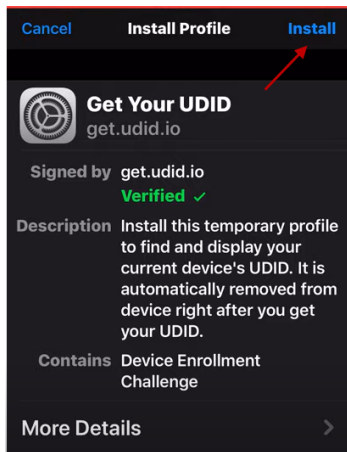 Cancel Install Profile Install
Get Your UDID
get.udid.io
Signed by get.udid.io
Verified ✓
Description Install this temporary profile
to find and display your
current device's UDID. It is
automatically removed from
device right after you get
your UDID.
Contains Device Enrollment
Challenge
More Details